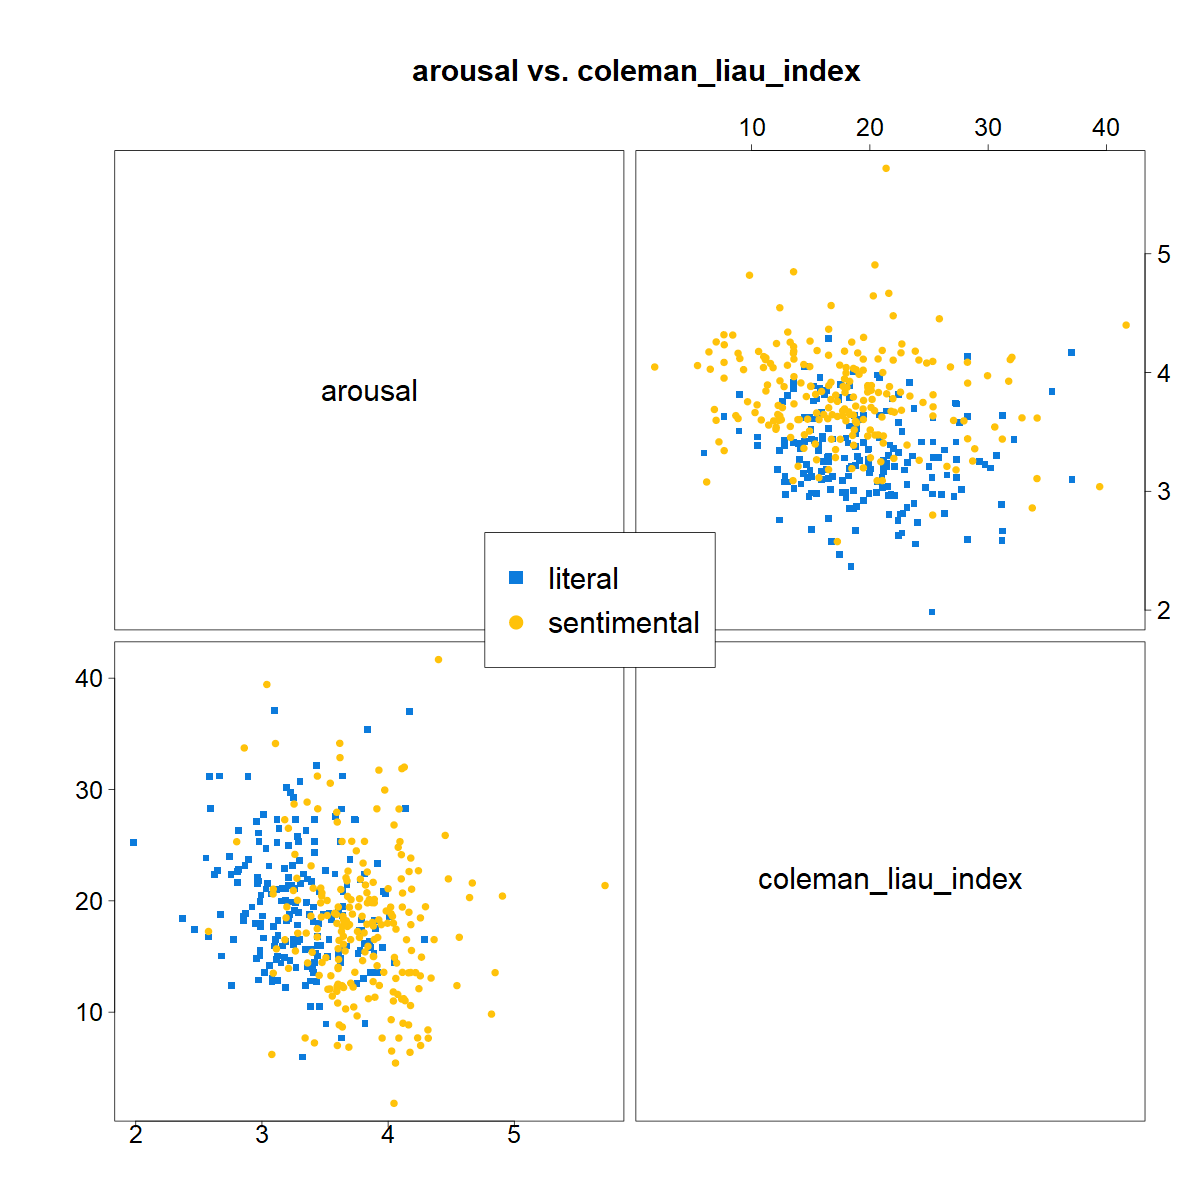 arousal vs. coleman_liau_index
10 20 30 40
arousal
5
4
3
2
literal
sentimental
40
30
20
10
coleman_liau_index
2 3 4 5